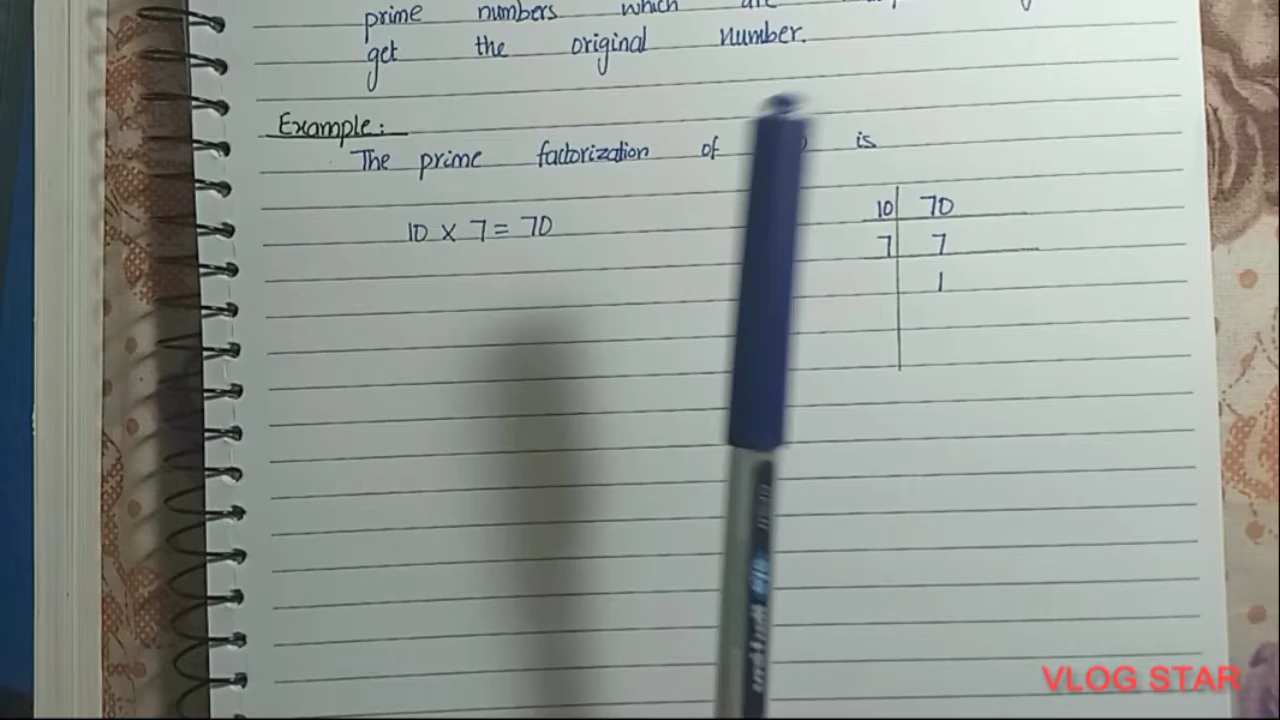 prime numbers which are
get the original number.
Example:
The prime factorization of is
10 × 7 = 70
10 70
7 7
1
VLOG STAR